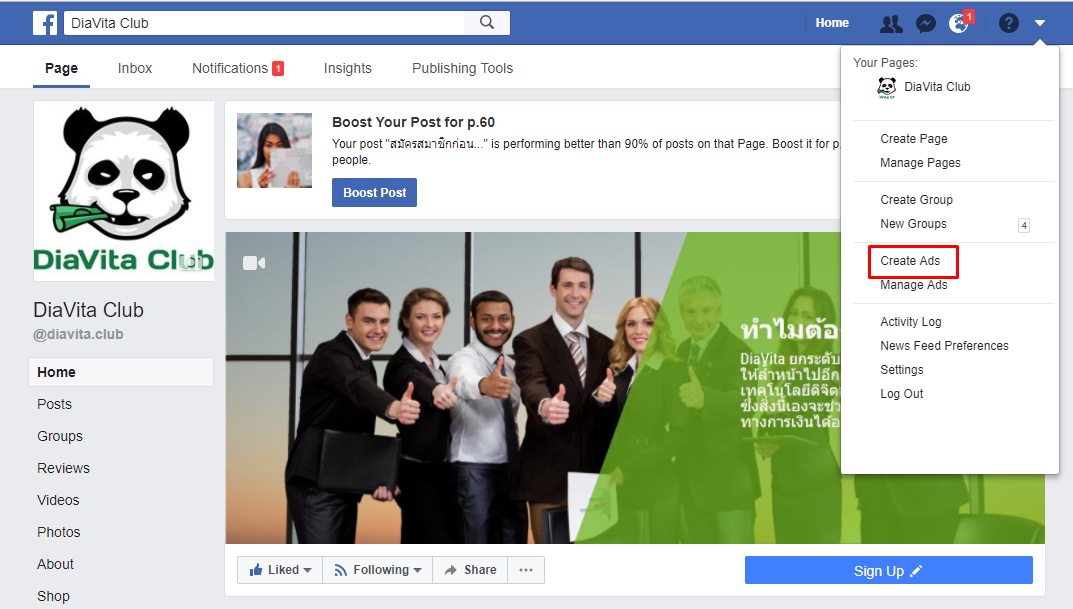 DiaVita Club
Home
1
Page
Inbox
Notifications 1
Insights
Publishing Tools
DiaVita Club
DiaVita Club
@diavita.club
Home
Posts
Groups
Reviews
Videos
Photos
About
Shop
Boost Your Post for p.60
Your post "สมัครสมาชิกก่อน..." is performing better than 90% of posts on that Page. Boost it for p.
people.
Boost Post
ทำไมต้อ
DiaVita ยกระดับ
ให้ล้ำหน้าไปอีก
เทคโนโลยีดิจิต
ซึ่งสิ่งนี้เองจะช่ว
ทางการเงินได้อ
Liked
Following
Share
Sign Up
Your Pages:
DiaVita Club
Create Page
Manage Pages
Create Group
New Groups 4
Create Ads
Manage Ads
Activity Log
News Feed Preferences
Settings
Log Out